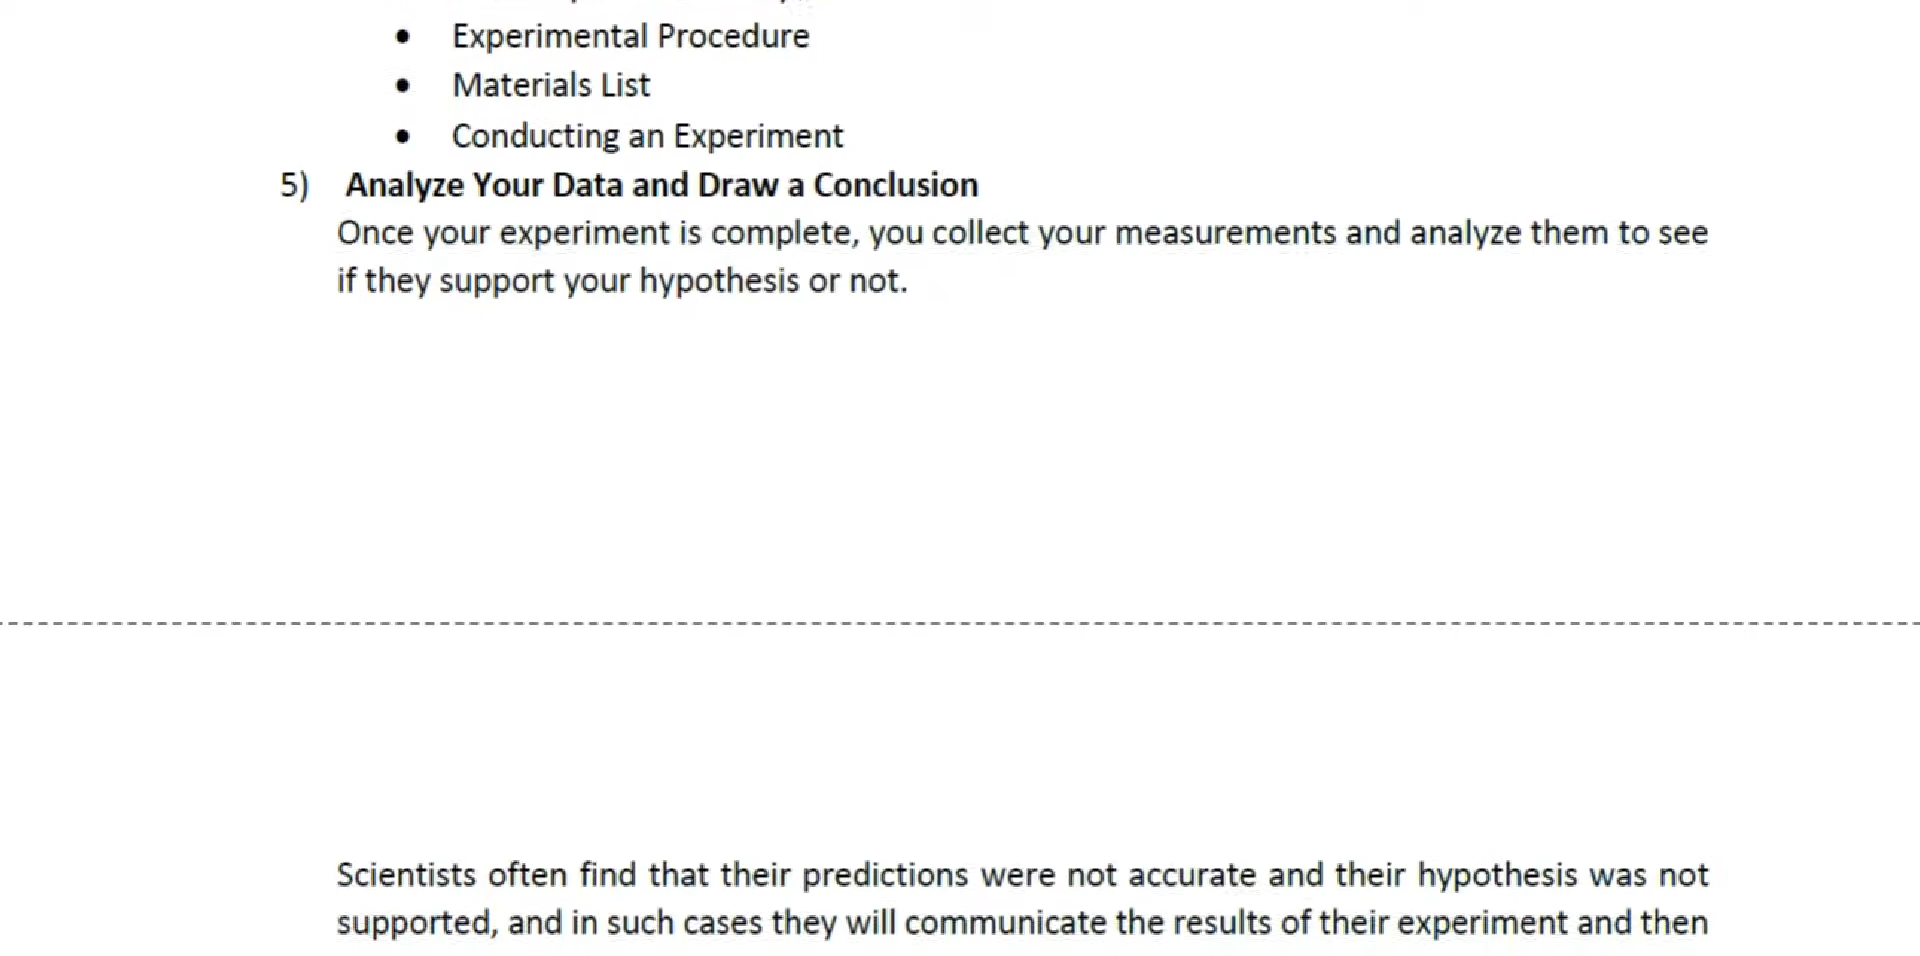 • Experimental Procedure
• Materials List
• Conducting an Experiment
5) Analyze Your Data and Draw a Conclusion
Once your experiment is complete, you collect your measurements and analyze them to see
if they support your hypothesis or not.
Scientists often find that their predictions were not accurate and their hypothesis was not
supported, and in such cases they will communicate the results of their experiment and then